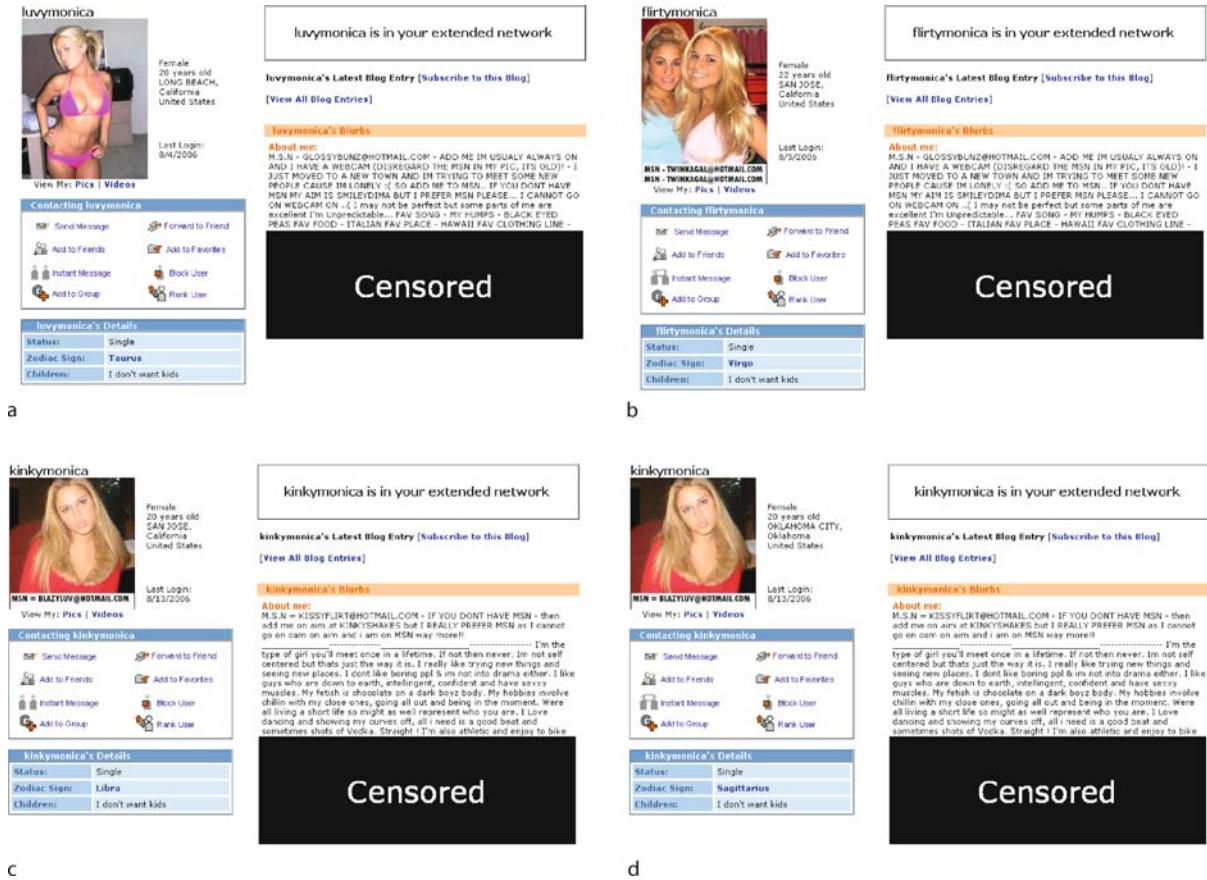 luvymonica
Female
20 years old
LONG BEACH,
California
United States
Last Login:
8/4/2006
View My: Pics | Videos
Contacting luvymonica
Send Message
Forward to Friend
Add to Friends
Add to Favorites
Instant Message
Block User
Add to Group
Rank User
luvymonica's Details
Status: Single
Zodiac Sign: Taurus
Children: I don't want kids
luvymonica is in your extended network
luvymonica's Latest Blog Entry [Subscribe to this Blog]
[View All Blog Entries]
luvymonica's Blurbs
About me:
M.S.N - GLOSSYBUNZ@HOTMAIL.COM - ADD ME IM USUALY ALWAYS ON
AND I HAVE A WEBCAM (DISREGARD THE MSN IN MY PIC, ITS OLD)! - I
JUST MOVED TO A NEW TOWN AND IM TRYING TO MEET SOME NEW
PEOPLE CAUSE IM LONELY :( SO ADD ME TO MSN.. IF YOU DONT HAVE
MSN MY AIM IS SMILEYDIMA BUT I PREFER MSN PLEASE... I CANNOT GO
ON WEBCAM ON ..( I may not be perfect but some parts of me are
excellent I'm Unpredictable... FAV SONG - MY HUMPS - BLACK EYED
PEAS FAV FOOD - ITALIAN FAV PLACE - HAWAII FAV CLOTHING LINE -
Censored
a
flirtymonica
MSN - TWINKAGAL@HOTMAIL.COM
MSN - TWINKAGAL@HOTMAIL.COM
Female
22 years old
SAN JOSE,
California
United States
Last Login:
8/5/2006
View My: Pics | Videos
Contacting flirtymonica
Send Message
Forward to Friend
Add to Friends
Add to Favorites
Instant Message
Block User
Add to Group
Rank User
flirtymonica's Details
Status: Single
Zodiac Sign: Virgo
Children: I don't want kids
flirtymonica is in your extended network
flirtymonica's Latest Blog Entry [Subscribe to this Blog]
[View All Blog Entries]
flirtymonica's Blurbs
About me:
M.S.N - GLOSSYBUNZ@HOTMAIL.COM - ADD ME IM USUALY ALWAYS ON
AND I HAVE A WEBCAM (DISREGARD THE MSN IN MY PIC, ITS OLD)! - I
JUST MOVED TO A NEW TOWN AND IM TRYING TO MEET SOME NEW
PEOPLE CAUSE IM LONELY :( SO ADD ME TO MSN.. IF YOU DONT HAVE
MSN MY AIM IS SMILEYDIMA BUT I PREFER MSN PLEASE... I CANNOT GO
ON WEBCAM ON ..( I may not be perfect but some parts of me are
excellent I'm Unpredictable... FAV SONG - MY HUMPS - BLACK EYED
PEAS FAV FOOD - ITALIAN FAV PLACE - HAWAII FAV CLOTHING LINE -
Censored
b
kinkymonica
MSN = BLAZYLUV@HOTMAIL.COM
Female
20 years old
SAN JOSE,
California
United States
Last Login:
8/13/2006
View My: Pics | Videos
Contacting kinkymonica
Send Message
Forward to Friend
Add to Friends
Add to Favorites
Instant Message
Block User
Add to Group
Rank User
kinkymonica's Details
Status: Single
Zodiac Sign: Libra
Children: I don't want kids
kinkymonica is in your extended network
kinkymonica's Latest Blog Entry [Subscribe to this Blog]
[View All Blog Entries]
kinkymonica's Blurbs
About me:
M.S.N = KISSYFLIRT@HOTMAIL.COM - IF YOU DONT HAVE MSN - then
add me on aim at KINKYSHAKES but I REALLY PREFER MSN as I cannot
go on cam on aim and i am on MSN way more!!
I'm the
type of girl you'll meet once in a lifetime. If not then never. Im not self
centered but thats just the way it is. I really like trying new things and
seeing new places. I dont like boring ppl & im not into drama either. I like
guys who are down to earth, intellingent, confident and have sexxy
muscles. My fetish is chocolate on a dark boyz body. My hobbies involve
chillin with my close ones, going all out and being in the moment. Were
all living a short life so might as well represent who you are. I Love
dancing and showing my curves off, all i need is a good beat and
sometimes shots of Vodka. Straight ! I'm also athletic and enjoy to bike
Censored
c
kinkymonica
MSN = BLAZYLUV@HOTMAIL.COM
Female
20 years old
OKLAHOMA CITY,
Oklahoma
United States
Last Login:
8/13/2006
View My: Pics | Videos
Contacting kinkymonica
Send Message
Forward to Friend
Add to Friends
Add to Favorites
Instant Message
Block User
Add to Group
Rank User
kinkymonica's Details
Status: Single
Zodiac Sign: Sagittarius
Children: I don't want kids
kinkymonica is in your extended network
kinkymonica's Latest Blog Entry [Subscribe to this Blog]
[View All Blog Entries]
kinkymonica's Blurbs
About me:
M.S.N = KISSYFLIRT@HOTMAIL.COM - IF YOU DONT HAVE MSN - then
add me on aim at KINKYSHAKES but I REALLY PREFER MSN as I cannot
go on cam on aim and i am on MSN way more!!
I'm the
type of girl you'll meet once in a lifetime. If not then never. Im not self
centered but thats just the way it is. I really like trying new things and
seeing new places. I dont like boring ppl & im not into drama either. I like
guys who are down to earth, intellingent, confident and have sexxy
muscles. My fetish is chocolate on a dark boyz body. My hobbies involve
chillin with my close ones, going all out and being in the moment. Were
all living a short life so might as well represent who you are. I Love
dancing and showing my curves off, all i need is a good beat and
sometimes shots of Vodka. Straight ! I'm also athletic and enjoy to bike
Censored
d